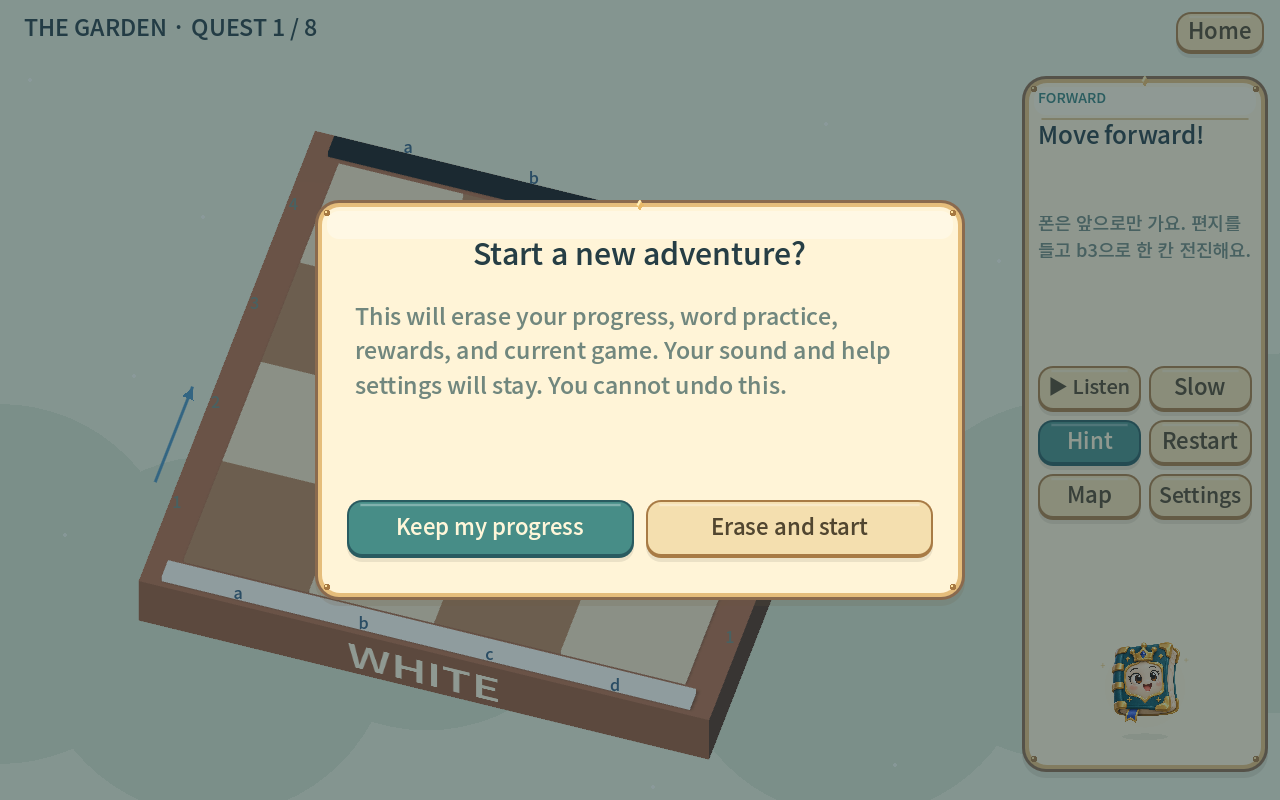 THE GARDEN · QUEST 1 / 8
Home
FORWARD
Move forward!
폰은 앞으로만 가요. 편지를
들고 b3으로 한 칸 전진해요.
a
b
Start a new adventure?
This will erase your progress, word practice,
rewards, and current game. Your sound and help
settings will stay. You cannot undo this.
Keep my progress
Erase and start
▶ Listen
Slow
Hint
Restart
Map
Settings
a
b
c
d
WHITE